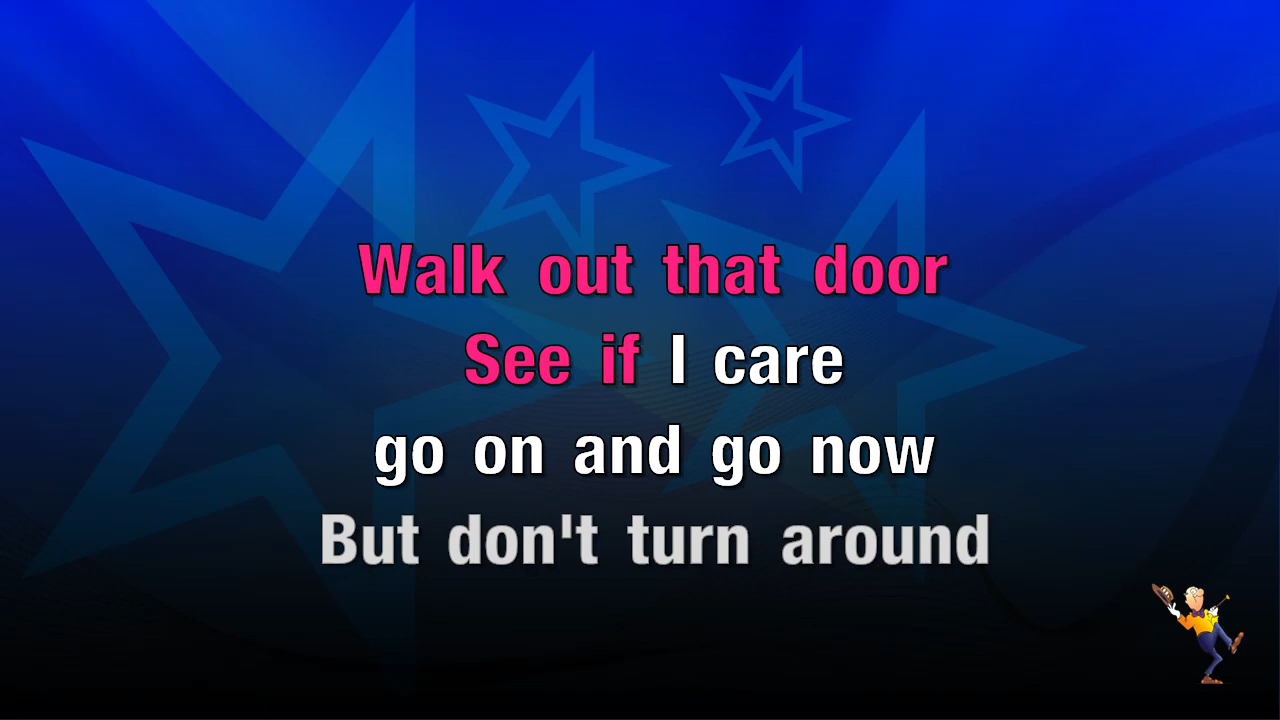 Walk out that door
See if I care
go on and go now
But don't turn around